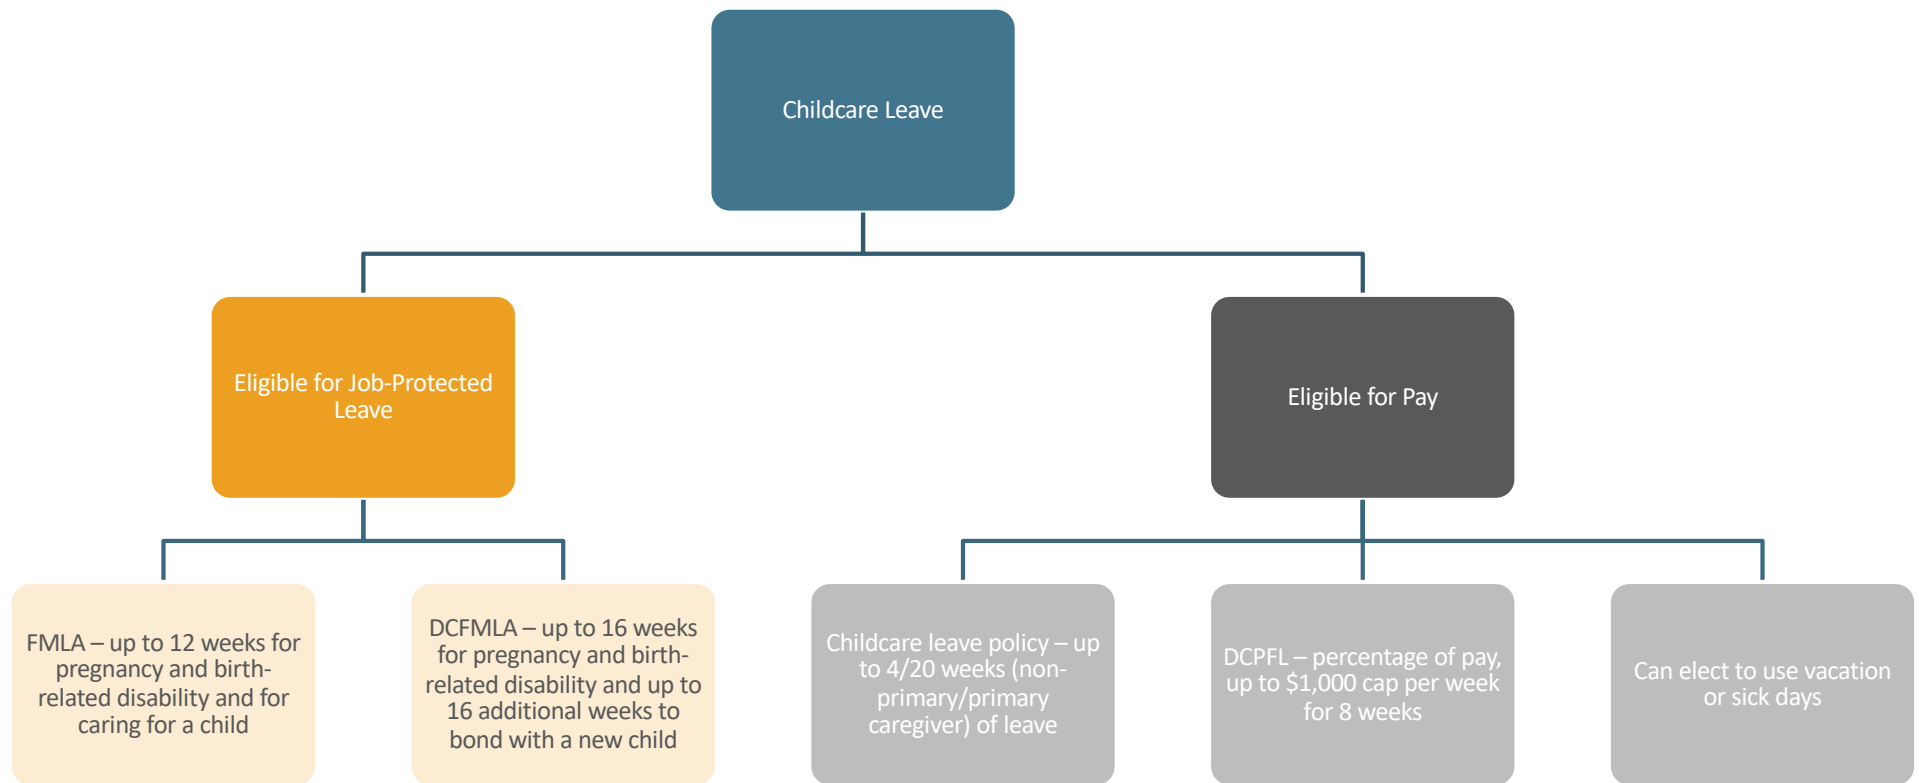 Childcare Leave
Eligible for Job-Protected
Leave
Eligible for Pay
FMLA – up to 12 weeks for
pregnancy and birth-
related disability and for
caring for a child
DCFMLA – up to 16 weeks
for pregnancy and birth-
related disability and up to
16 additional weeks to
bond with a new child
Childcare leave policy – up
to 4/20 weeks (non-
primary/primary
caregiver) of leave
DCPFL – percentage of pay,
up to $1,000 cap per week
for 8 weeks
Can elect to use vacation
or sick days